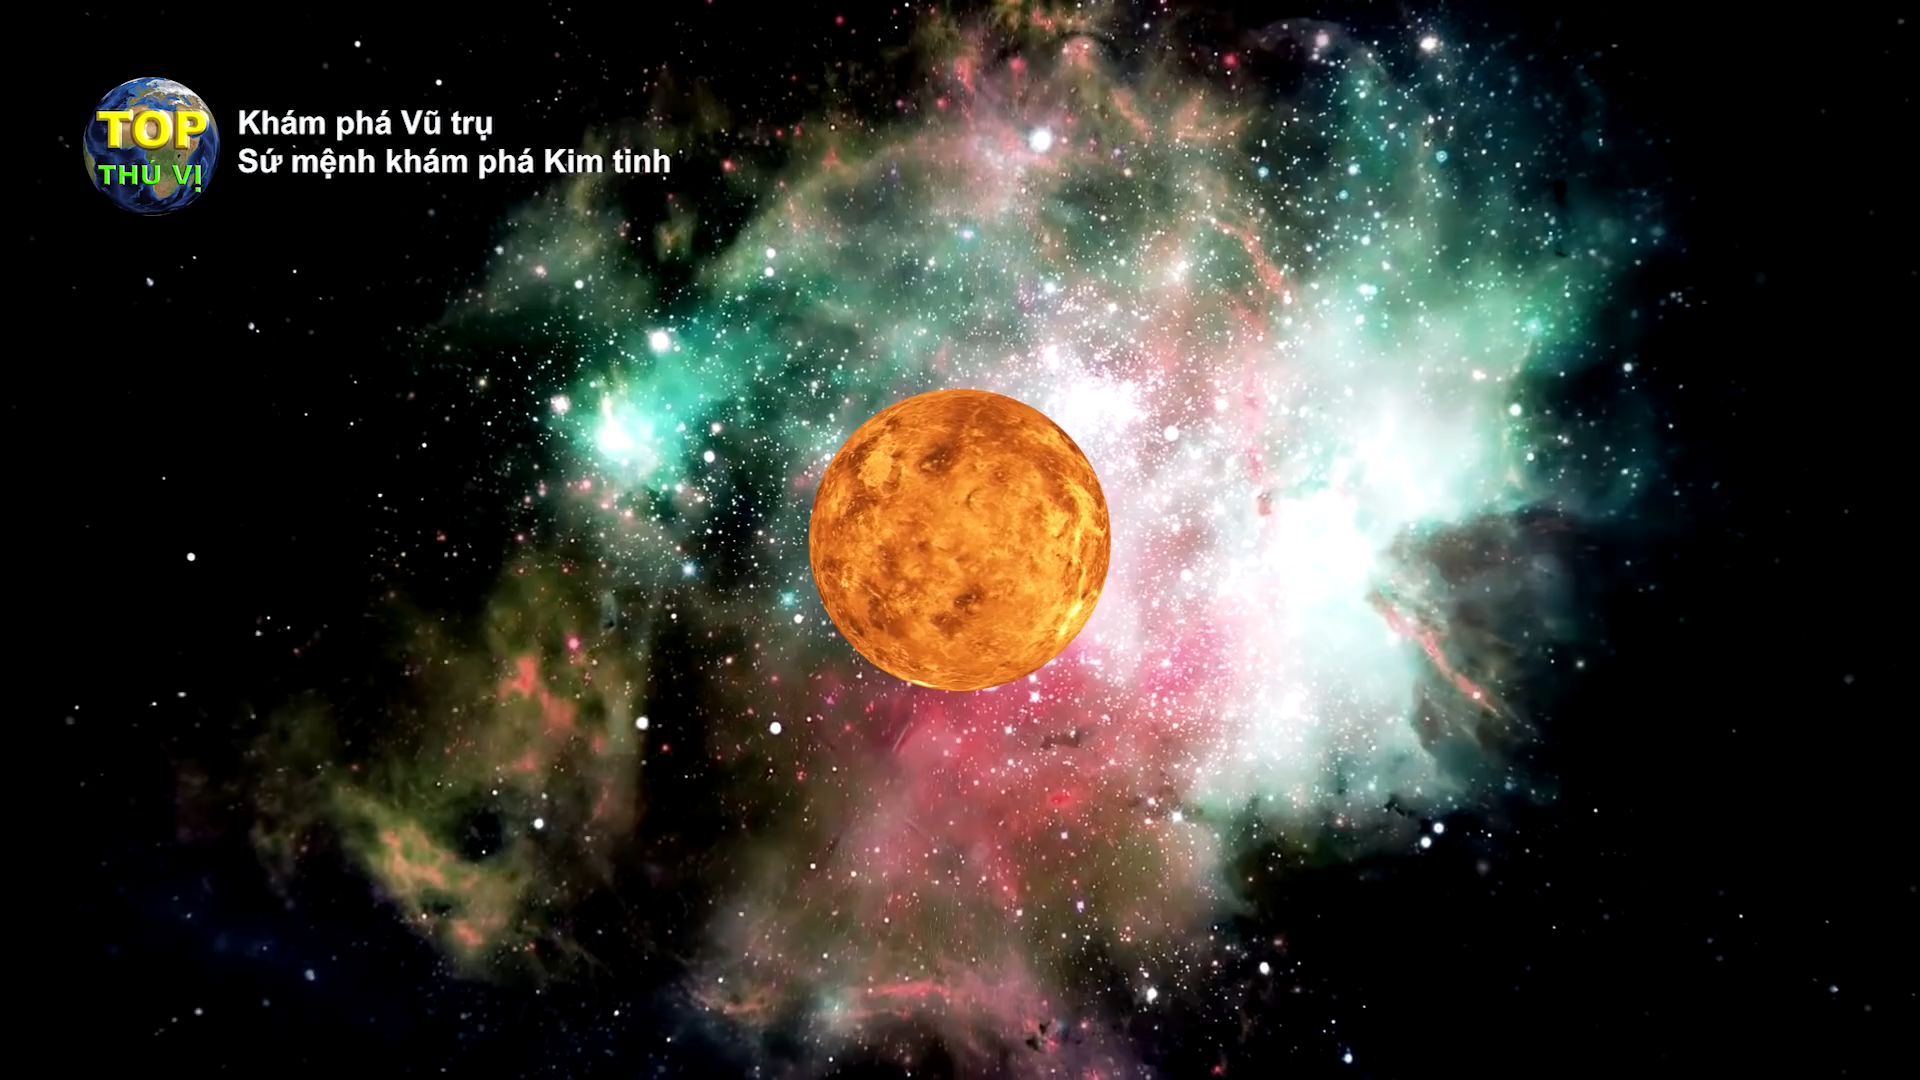 TOP
THÚ VỊ
Khám phá Vũ trụ
Sứ mệnh khám phá Kim tinh